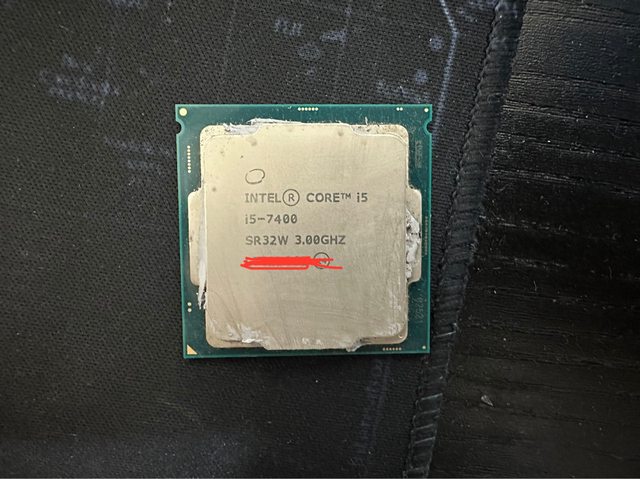 INTEL® CORE™ i5
i5-7400
SR32W 3.00GHZ